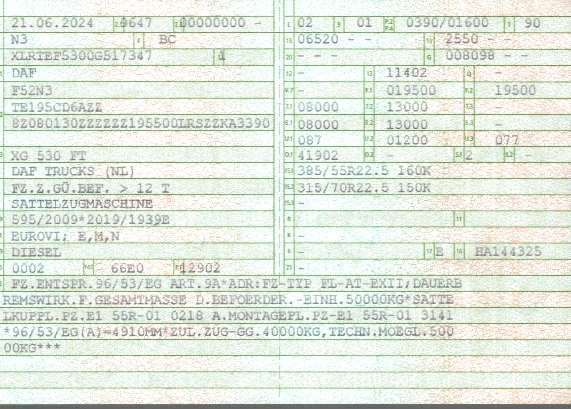 21.06.2024 9647 00000000 -
N3 BC
XLRTEF5300G517347
DAF
F52N3
TE195CD6AZZ
8Z080130ZZZZZZ195500LRSZZKA3390
XG 530 FT
DAF TRUCKS (NL)
FZ.Z.GÜ.BEF. > 12 T
SATTELZUGMASCHINE
595/2009*2019/1939E
EUROVI; E,M,N
DIESEL
0002 66E0 12902
02 01 0390/01600 90
06520 - - 2550 - -
- - - 008098 - -
- 11402 -
- 019500 19500
08000 13000 -
08000 13000 -
087 01200 077
41902 - 2 -
385/55R22.5 160K
315/70R22.5 150K
-
-
-
- E HA144325
-
FZ.ENTSPR.96/53/EG ART.9A*ADR:FZ-TYP FL-AT-EXII;DAUERB
REMSWIRK.F.GESAMTMASSE D.BEFOERDER.-EINH.50000KG*SATTE
LKUPPL.PZ.E1 55R-01 0218 A.MONTAGEPL.PZ-E1 55R-01 3141
*96/53/EG(A)=4910MM*ZUL.ZUG-GG.40000KG,TECHN.MOEGL.500
00KG***